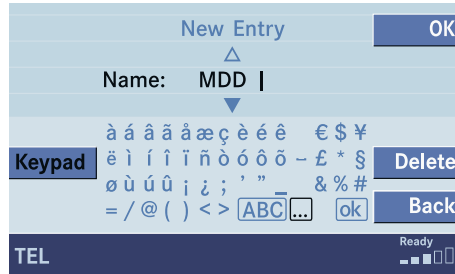 New Entry
OK
Name: MDD
à á â ã å æ ç è é ê € $ ¥
Keypad
ë ì í î ï ñ ò ó ô õ – £ * § Delete
ø ù ú û ¡ ¿ ; ’ ” _ & % #
= / @ ( ) < > ABC ... ok
Back
TEL
Ready